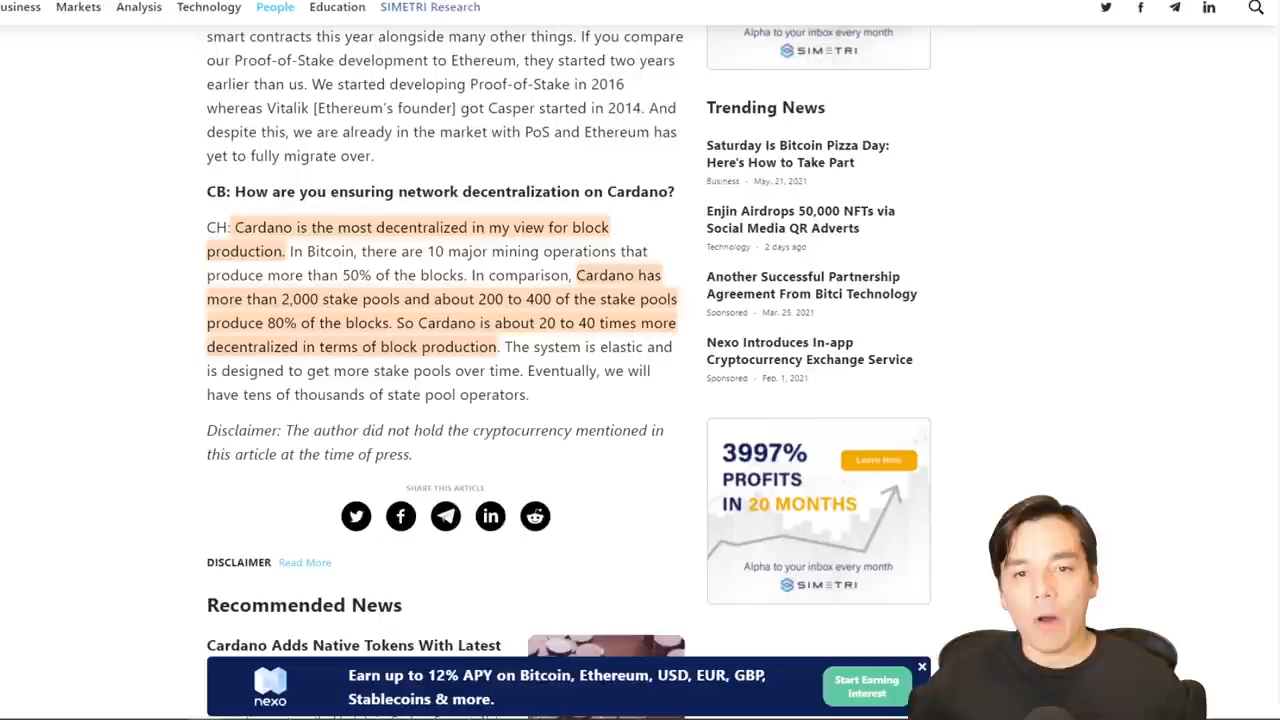 usiness Markets Analysis Technology People Education SIMETRI Research
smart contracts this year alongside many other things. If you compare
our Proof-of-Stake development to Ethereum, they started two years
earlier than us. We started developing Proof-of-Stake in 2016
whereas Vitalik [Ethereum's founder] got Casper started in 2014. And
despite this, we are already in the market with PoS and Ethereum has
yet to fully migrate over.
CB: How are you ensuring network decentralization on Cardano?
CH: Cardano is the most decentralized in my view for block
production. In Bitcoin, there are 10 major mining operations that
produce more than 50% of the blocks. In comparison, Cardano has
more than 2,000 stake pools and about 200 to 400 of the stake pools
produce 80% of the blocks. So Cardano is about 20 to 40 times more
decentralized in terms of block production. The system is elastic and
is designed to get more stake pools over time. Eventually, we will
have tens of thousands of state pool operators.
Disclaimer: The author did not hold the cryptocurrency mentioned in
this article at the time of press.
SHARE THIS ARTICLE
DISCLAIMER Read More
Recommended News
Cardano Adds Native Tokens With Latest
Alpha to your inbox every month
SIMETRI
Trending News
Saturday Is Bitcoin Pizza Day:
Here's How to Take Part
Business - May. 21, 2021
Enjin Airdrops 50,000 NFTs via
Social Media QR Adverts
Technology - 2 days ago
Another Successful Partnership
Agreement From Bitci Technology
Sponsored - Mar. 25, 2021
Nexo Introduces In-app
Cryptocurrency Exchange Service
Sponsored - Feb. 1, 2021
3997%
PROFITS
IN 20 MONTHS
Learn How
Alpha to your inbox every month
SIMETRI
nexo
Earn up to 12% APY on Bitcoin, Ethereum, USD, EUR, GBP,
Stablecoins & more.
Start Earning
Interest